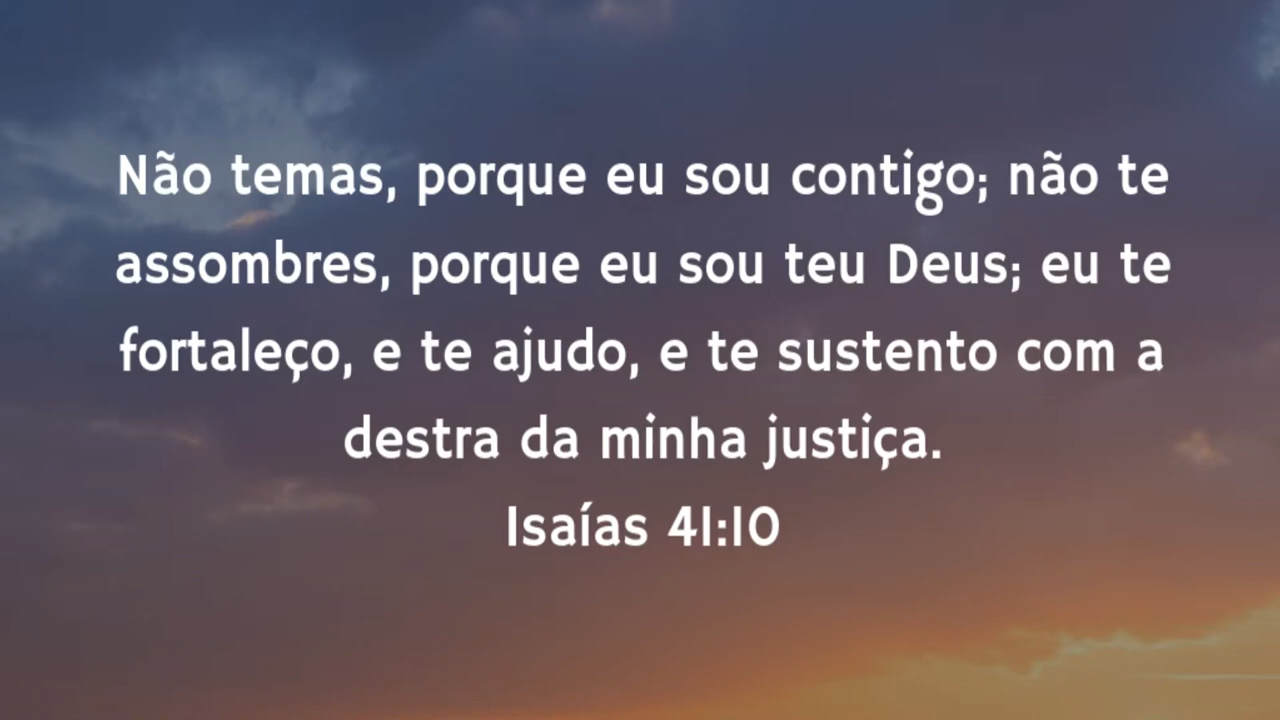 Não temas, porque eu sou contigo; não te
assombres, porque eu sou teu Deus; eu te
fortaleço, e te ajudo, e te sustento com a
destra da minha justiça.
Isaías 41:10